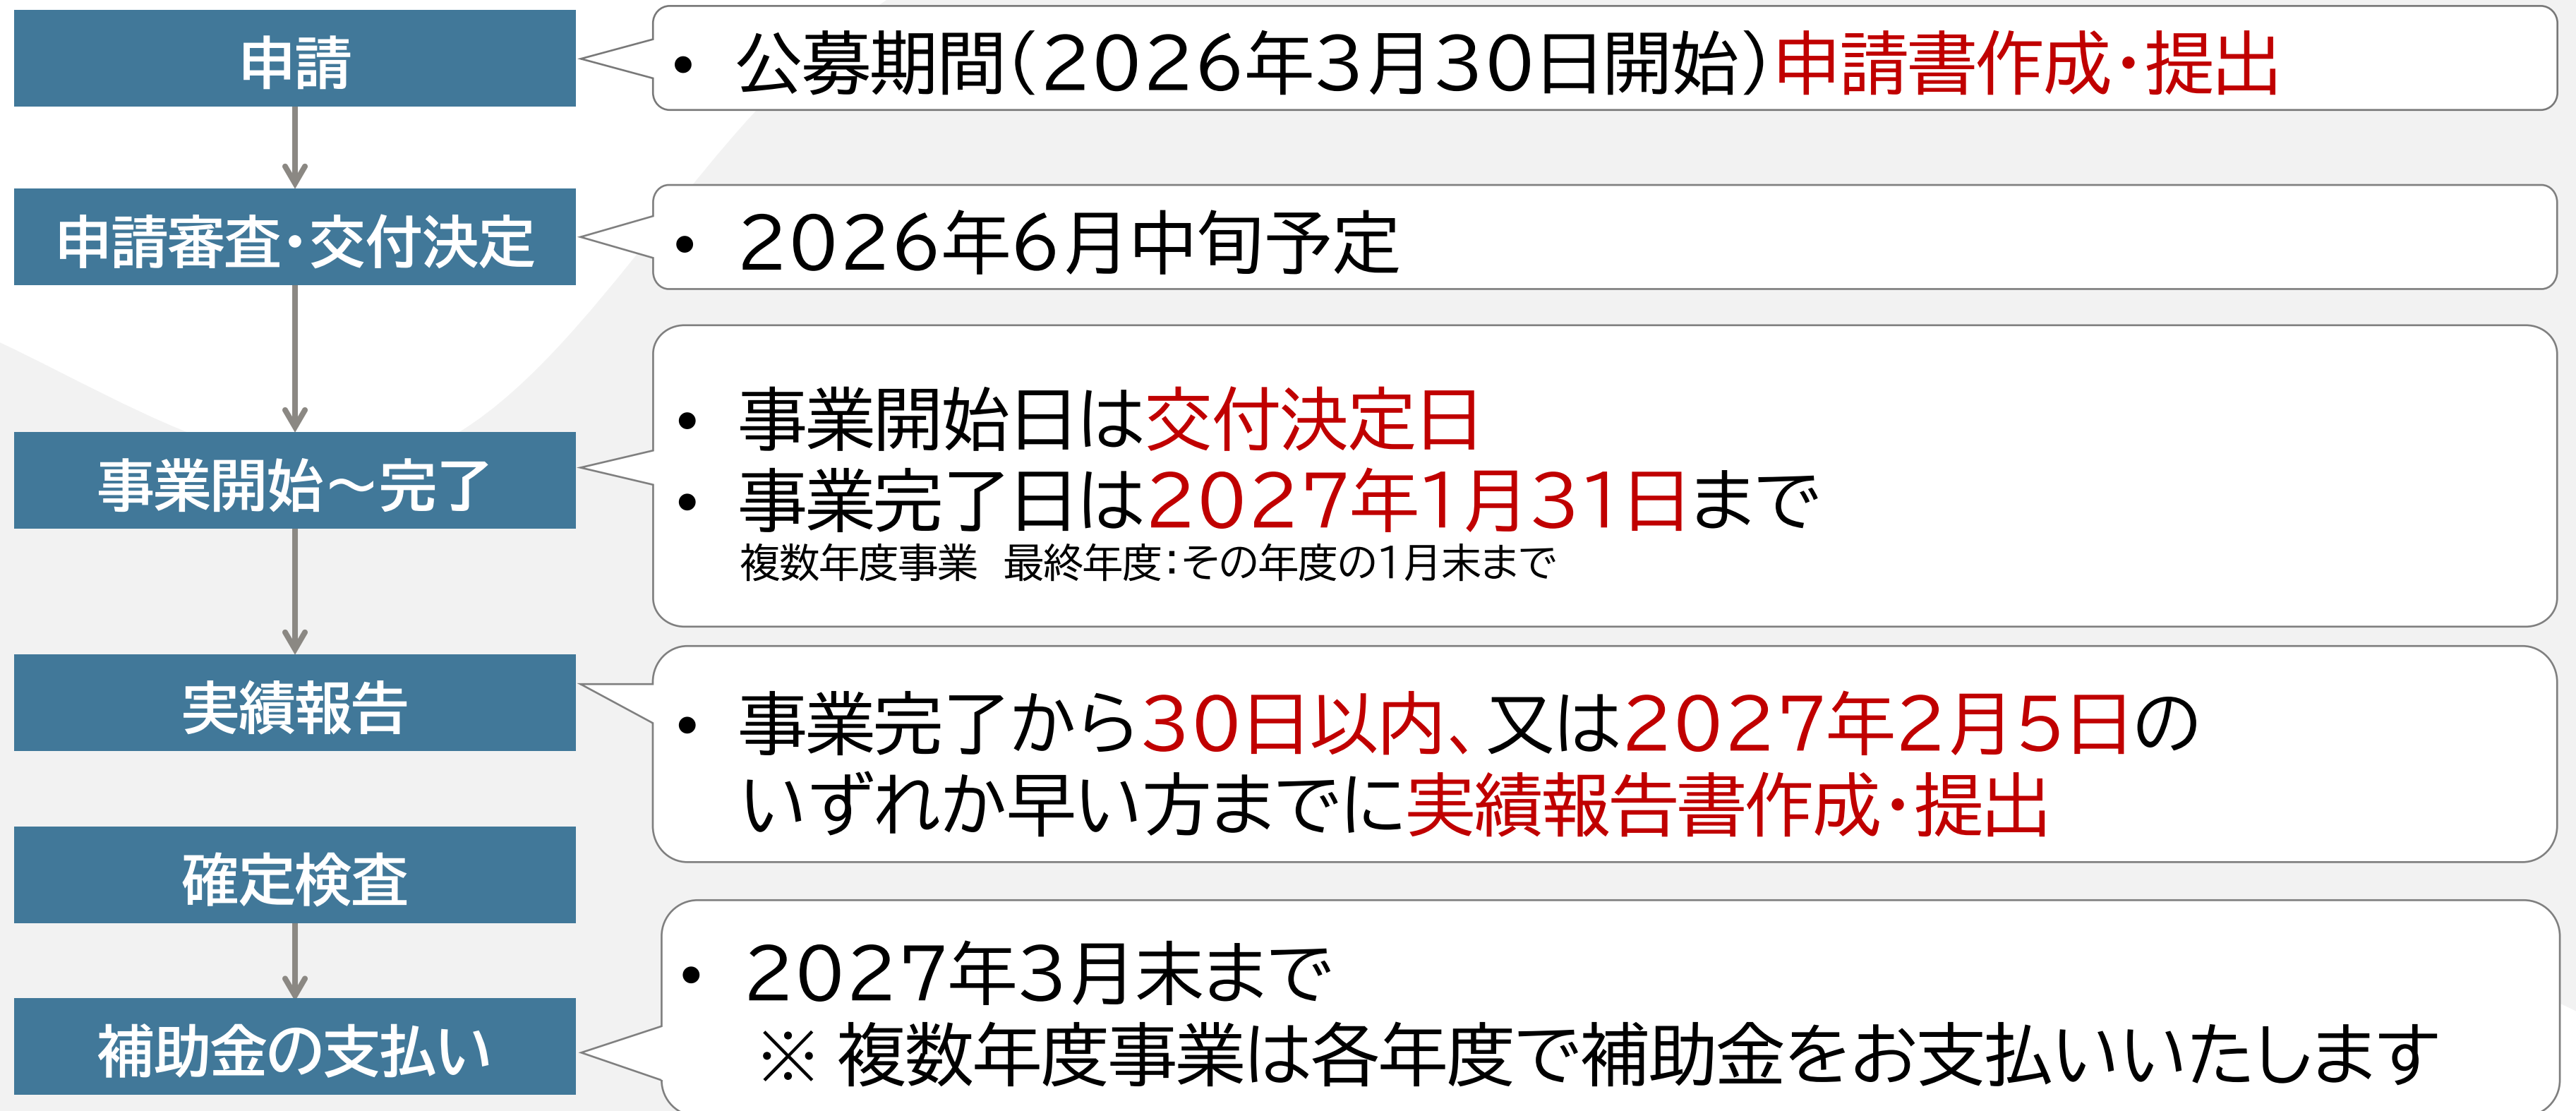 申請
• 公募期間（2026年3月30日開始）申請書作成・提出
申請審査・交付決定
• 2026年6月中旬予定
事業開始～完了
• 事業開始日は交付決定日
• 事業完了日は2027年1月31日まで
複数年度事業　最終年度：その年度の1月末まで
実績報告
• 事業完了から30日以内、又は2027年2月5日の
いずれか早い方までに実績報告書作成・提出
確定検査
補助金の支払い
• 2027年3月末まで
※ 複数年度事業は各年度で補助金をお支払いいたします